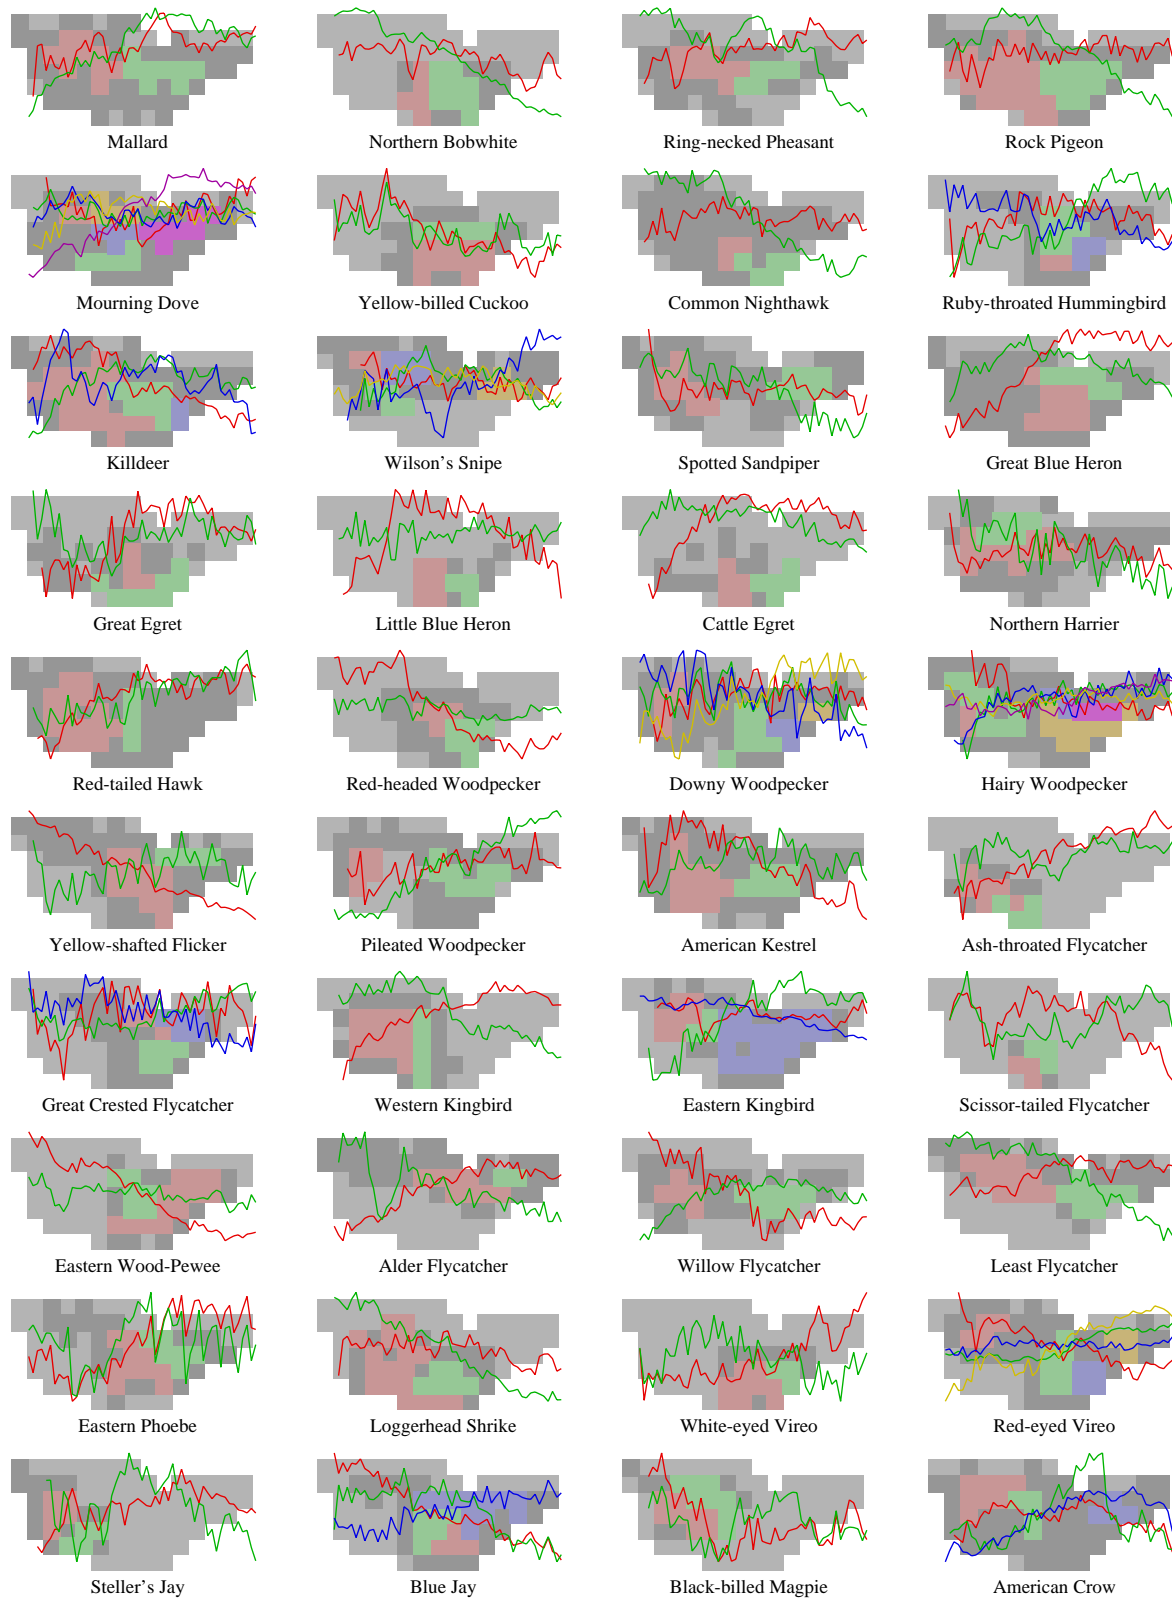 Mallard
Northern Bobwhite
Ring-necked Pheasant
Rock Pigeon
Mourning Dove
Yellow-billed Cuckoo
Common Nighthawk
Ruby-throated Hummingbird
Killdeer
Wilson's Snipe
Spotted Sandpiper
Great Blue Heron
Great Egret
Little Blue Heron
Cattle Egret
Northern Harrier
Red-tailed Hawk
Red-headed Woodpecker
Downy Woodpecker
Hairy Woodpecker
Yellow-shafted Flicker
Pileated Woodpecker
American Kestrel
Ash-throated Flycatcher
Great Crested Flycatcher
Western Kingbird
Eastern Kingbird
Scissor-tailed Flycatcher
Eastern Wood-Pewee
Alder Flycatcher
Willow Flycatcher
Least Flycatcher
Eastern Phoebe
Loggerhead Shrike
White-eyed Vireo
Red-eyed Vireo
Steller's Jay
Blue Jay
Black-billed Magpie
American Crow